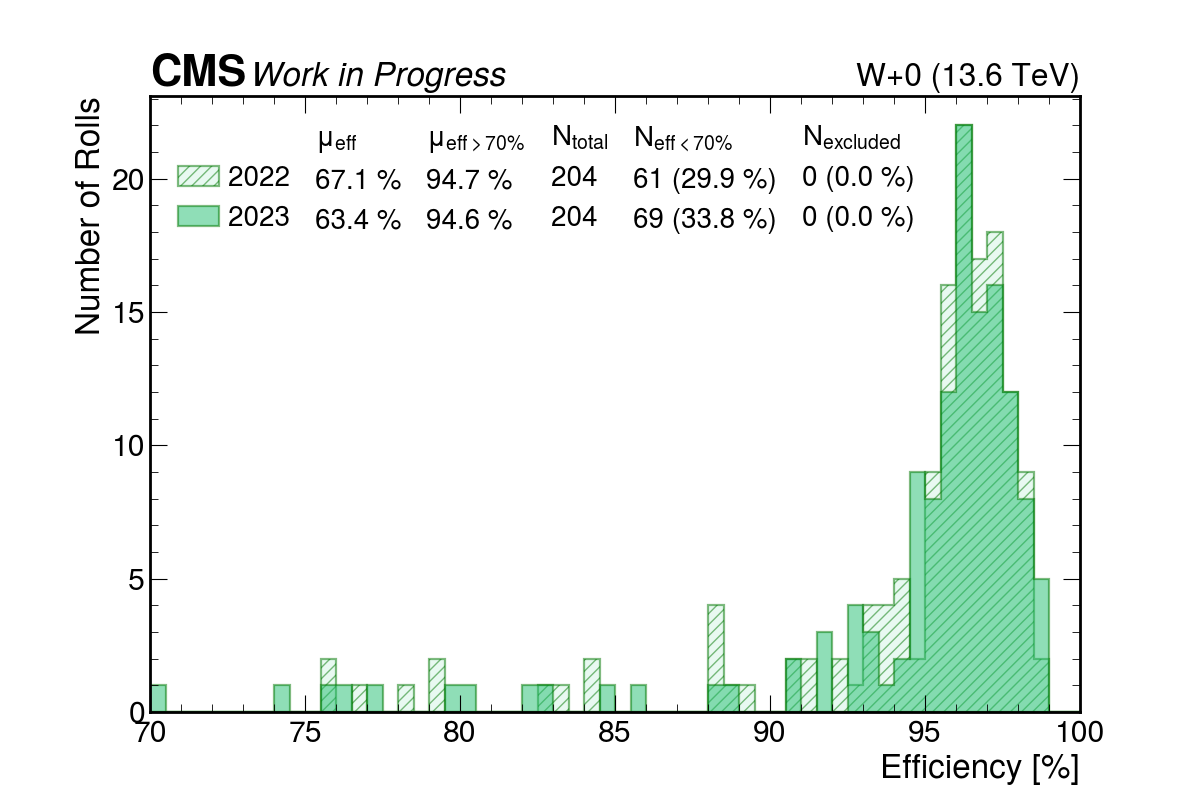 CMS Work in Progress W+0 (13.6 TeV)
Number of Rolls
μeff μeff > 70% Ntotal Neff < 70% Nexcluded
2022 67.1 % 94.7 % 204 61 (29.9 %) 0 (0.0 %)
2023 63.4 % 94.6 % 204 69 (33.8 %) 0 (0.0 %)
20
15
10
5
0
70 75 80 85 90 95 100
Efficiency [%]